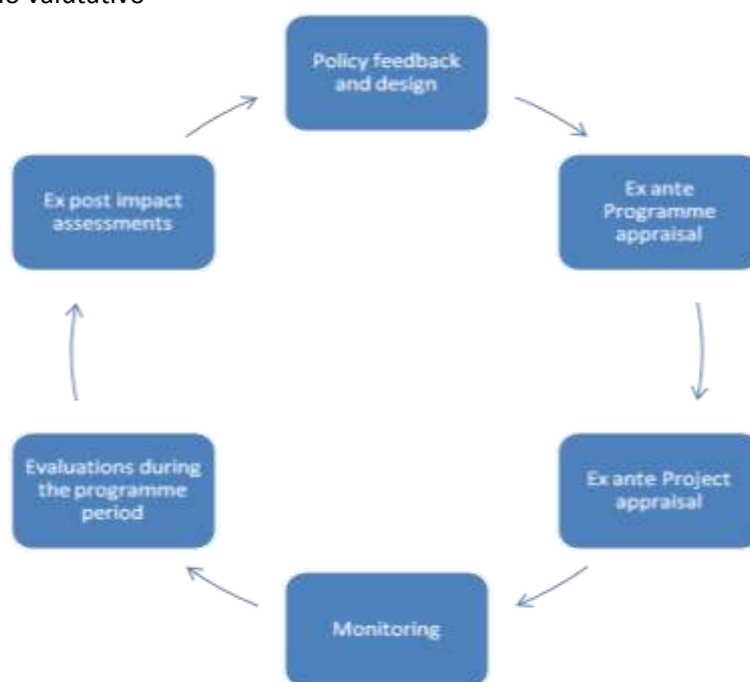 valutativo
Policy feedback
and design
Ex ante
Programme
appraisal
Ex ante Project
appraisal
Monitoring
Evaluations during
the programme
period
Ex post impact
assessments